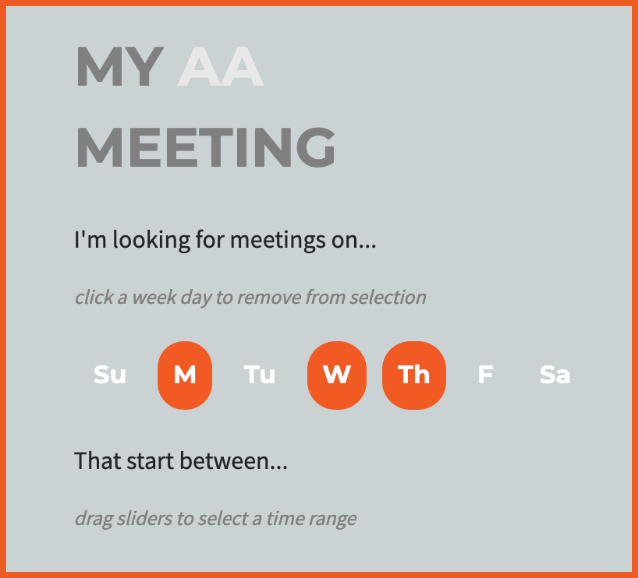 MY AA
MEETING
I'm looking for meetings on...
click a week day to remove from selection
Su M Tu W Th F Sa
That start between...
drag sliders to select a time range